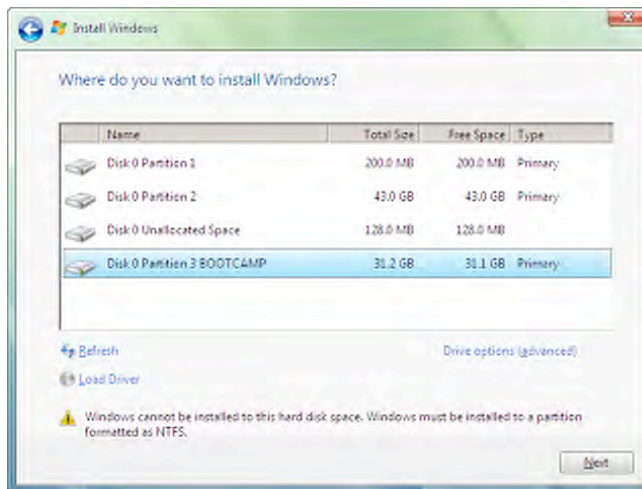 Install Windows
Where do you want to install Windows?
Name Total Size Free Space Type
Disk 0 Partition 1 200.0 MB 200.0 MB Primary
Disk 0 Partition 2 43.0 GB 43.0 GB Primary
Disk 0 Unallocated Space 128.0 MB 128.0 MB
Disk 0 Partition 3 BOOTCAMP 31.2 GB 31.1 GB Primary
Refresh Drive options (advanced)
Load Driver
Windows cannot be installed to this hard disk space. Windows must be installed to a partition
formatted as NTFS.
Next